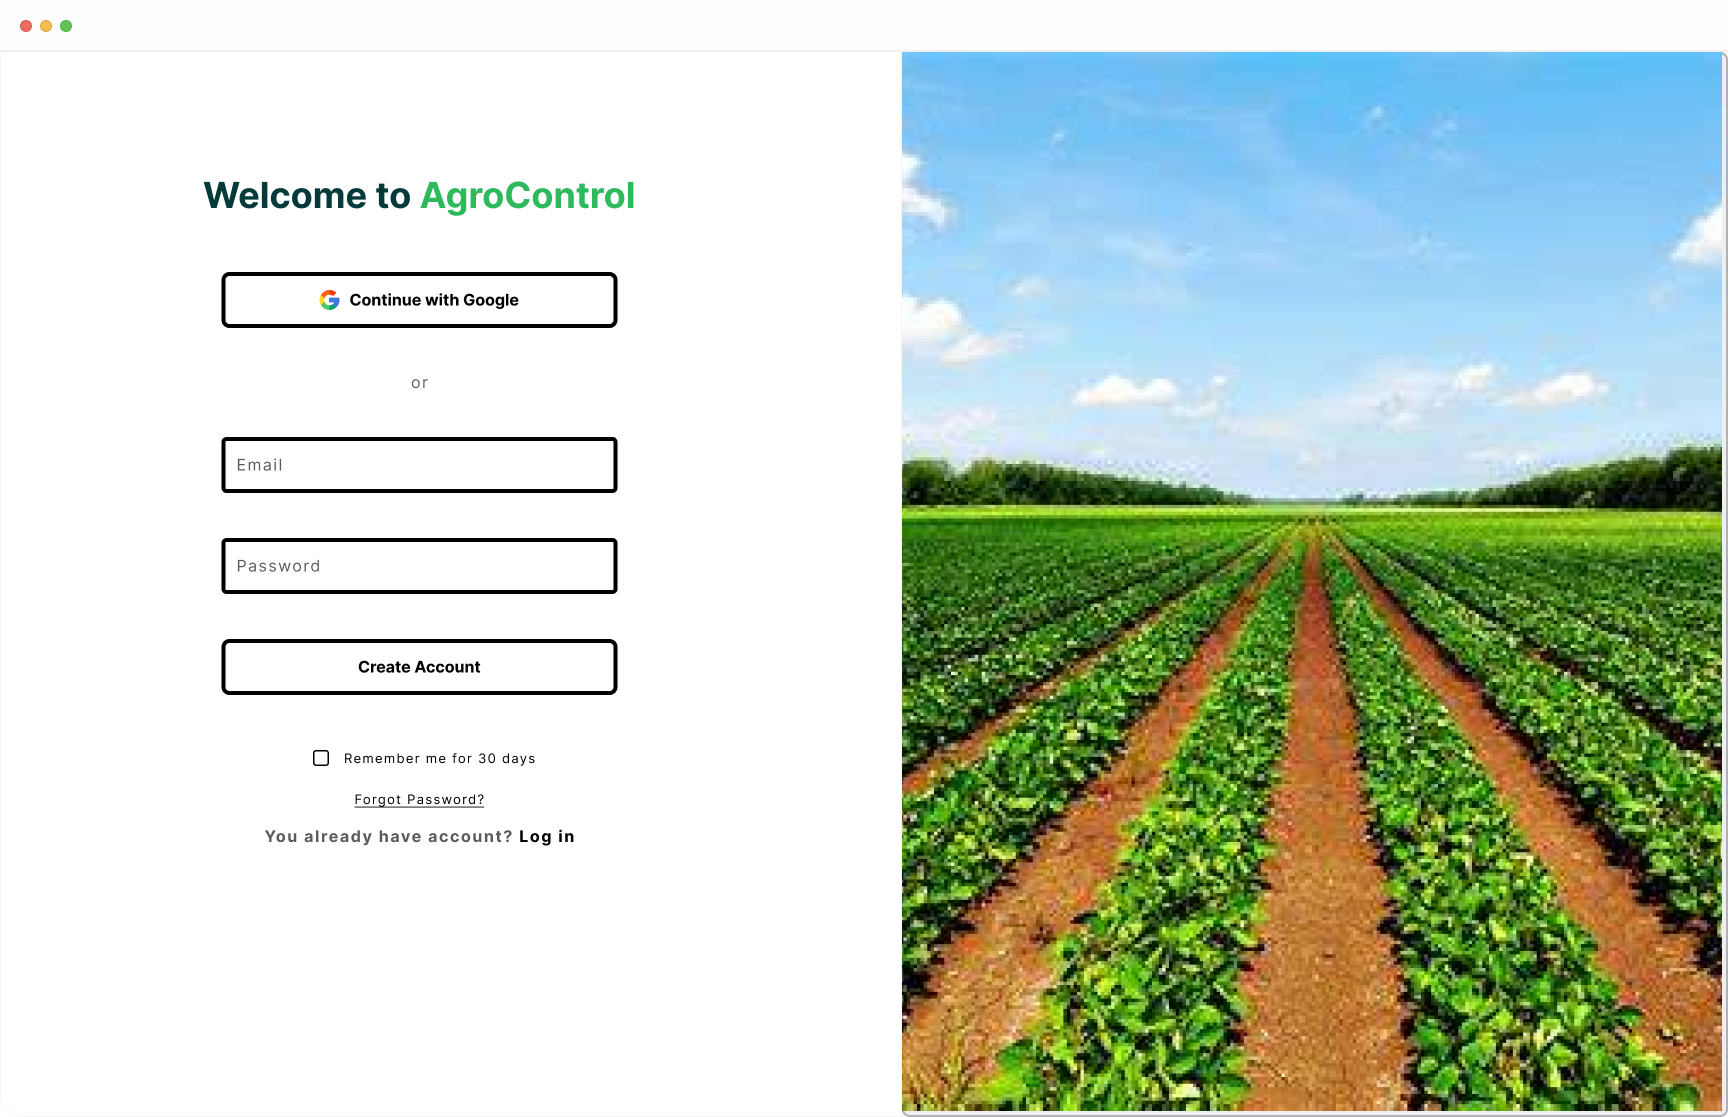 Welcome to AgroControl
Continue with Google
or
Email
Password
Create Account
Remember me for 30 days
Forgot Password?
You already have account? Log in